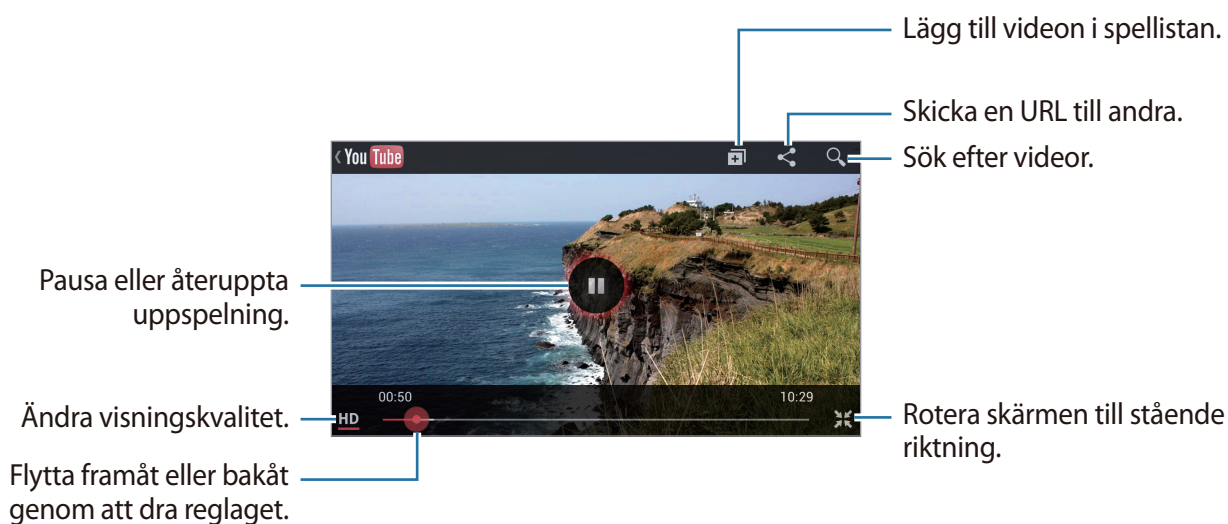 Lägg till videon i spellistan.
Skicka en URL till andra.
You Tube
Sök efter videor.
Pausa eller återuppta
uppspelning.
00:50
10:29
Ändra visningskvalitet.
HD
Rotera skärmen till stående
riktning.
Flytta framåt eller bakåt
genom att dra reglaget.